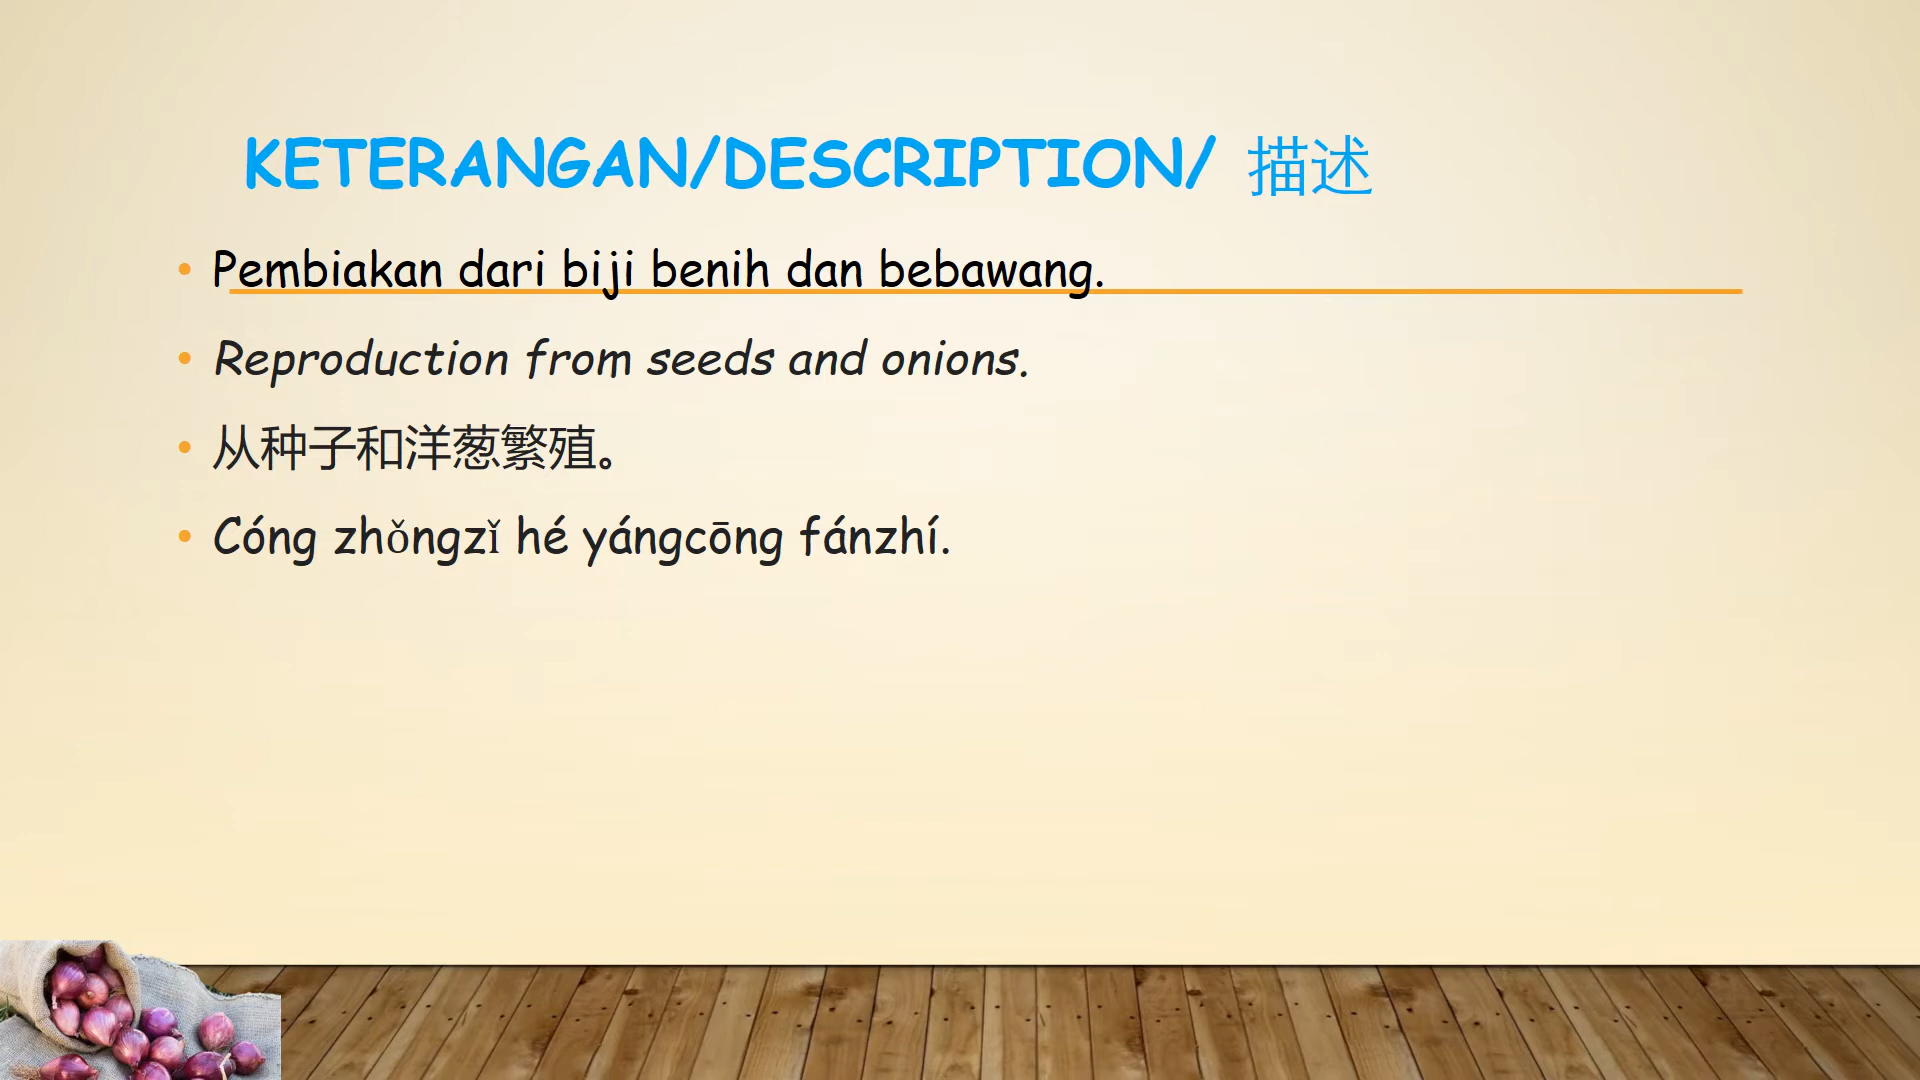 KETERANGAN/DESCRIPTION/ 描述
Pembiakan dari biji benih dan bebawang.
Reproduction from seeds and onions.
从种子和洋葱繁殖。
Cóng zhǒngzǐ hé yángcōng fánzhí.